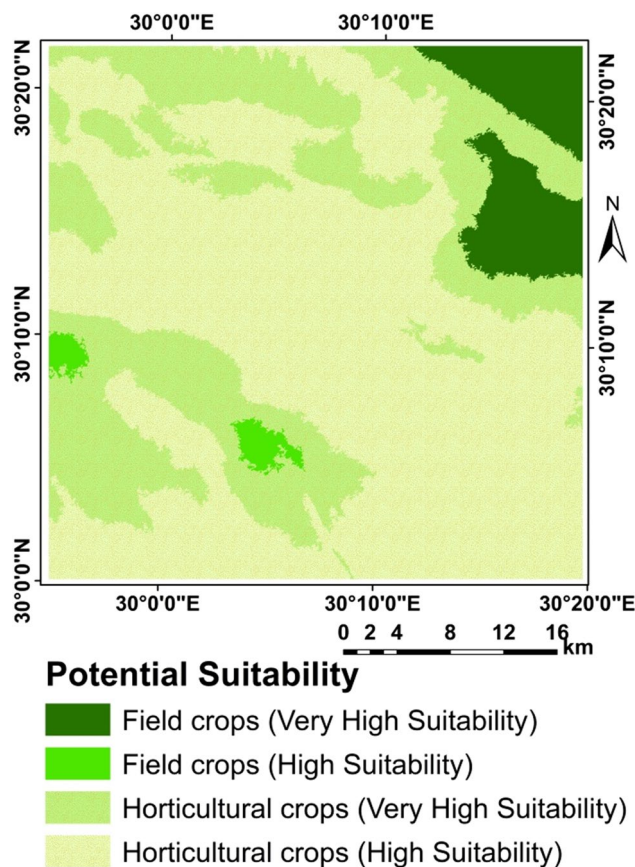 30°0'0"E 30°10'0"E
30°20'0"N
30°20'0"N
N
30°10'0"N
30°10'0"N
30°0'0"N
30°0'0"E 30°10'0"E 30°20'0"E
0 2 4 8 12 16
km
Potential Suitability
Field crops (Very High Suitability)
Field crops (High Suitability)
Horticultural crops (Very High Suitability)
Horticultural crops (High Suitability)